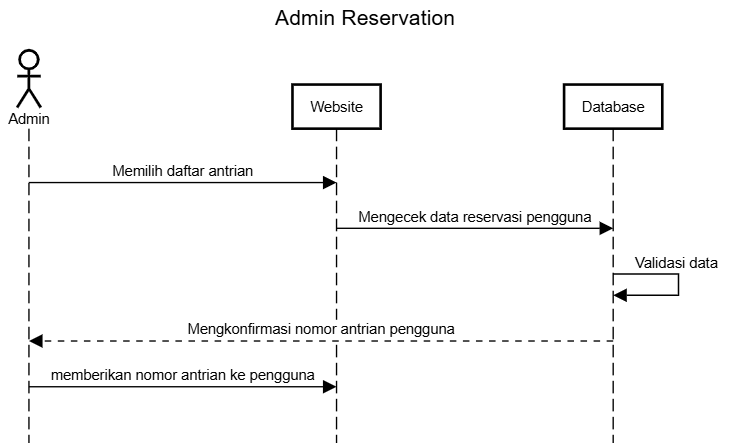 Admin Reservation
Admin
Website
Database
Memilih daftar antrian
Mengecek data reservasi pengguna
Validasi data
Mengkonfirmasi nomor antrian pengguna
memberikan nomor antrian ke pengguna